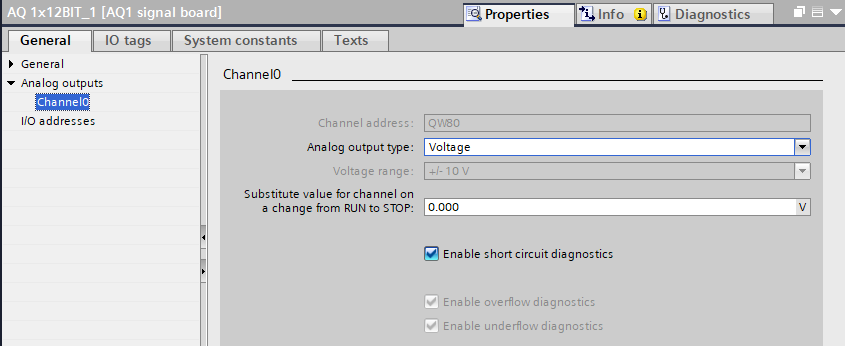 AQ 1x12BIT_1 [AQ1 signal board]
Properties
Info
Diagnostics
General
IO tags
System constants
Texts
General
Analog outputs
Channel0
I/O addresses
Channel0
Channel address:
QW80
Analog output type:
Voltage
Voltage range:
+/- 10 V
Substitute value for channel on
a change from RUN to STOP:
0.000
V
Enable short circuit diagnostics
Enable overflow diagnostics
Enable underflow diagnostics